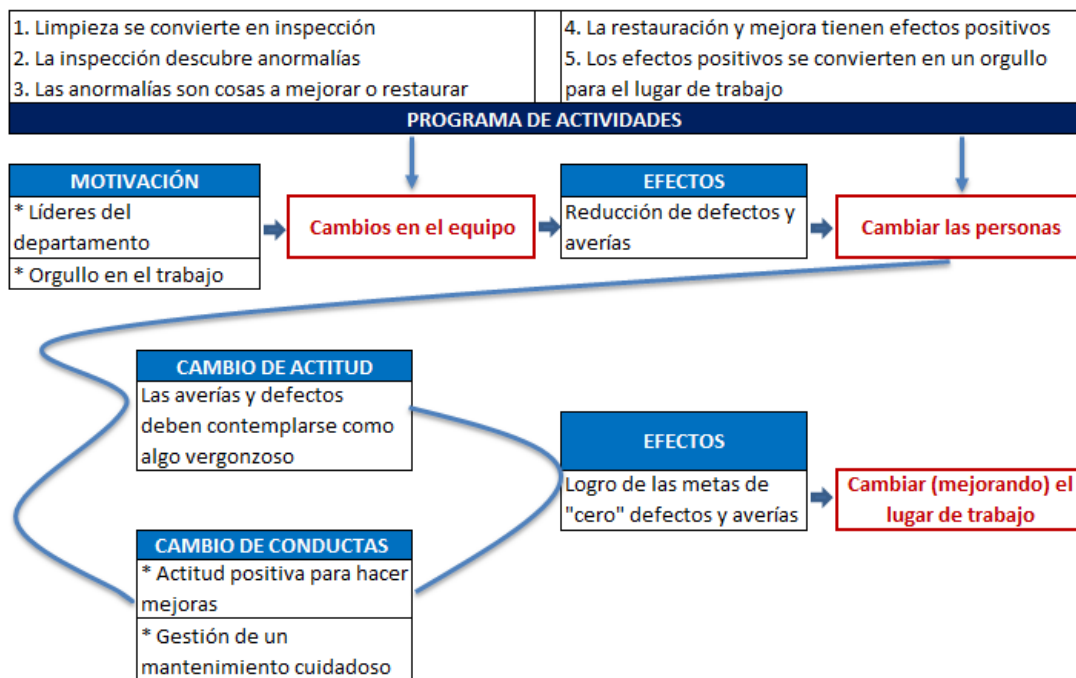 1. Limpieza se convierte en inspección
2. La inspección descubre anormalías
3. Las anormalías son cosas a mejorar o restaurar
4. La restauración y mejora tienen efectos positivos
5. Los efectos positivos se convierten en un orgullo
para el lugar de trabajo
PROGRAMA DE ACTIVIDADES
MOTIVACIÓN
* Líderes del
departamento
* Orgullo en el trabajo
Cambios en el equipo
EFECTOS
Reducción de defectos y
averías
Cambiar las personas
CAMBIO DE ACTITUD
Las averías y defectos
deben contemplarse como
algo vergonzoso
CAMBIO DE CONDUCTAS
* Actitud positiva para hacer
mejoras
* Gestión de un
mantenimiento cuidadoso
EFECTOS
Logro de las metas de
"cero" defectos y averías
Cambiar (mejorando) el
lugar de trabajo